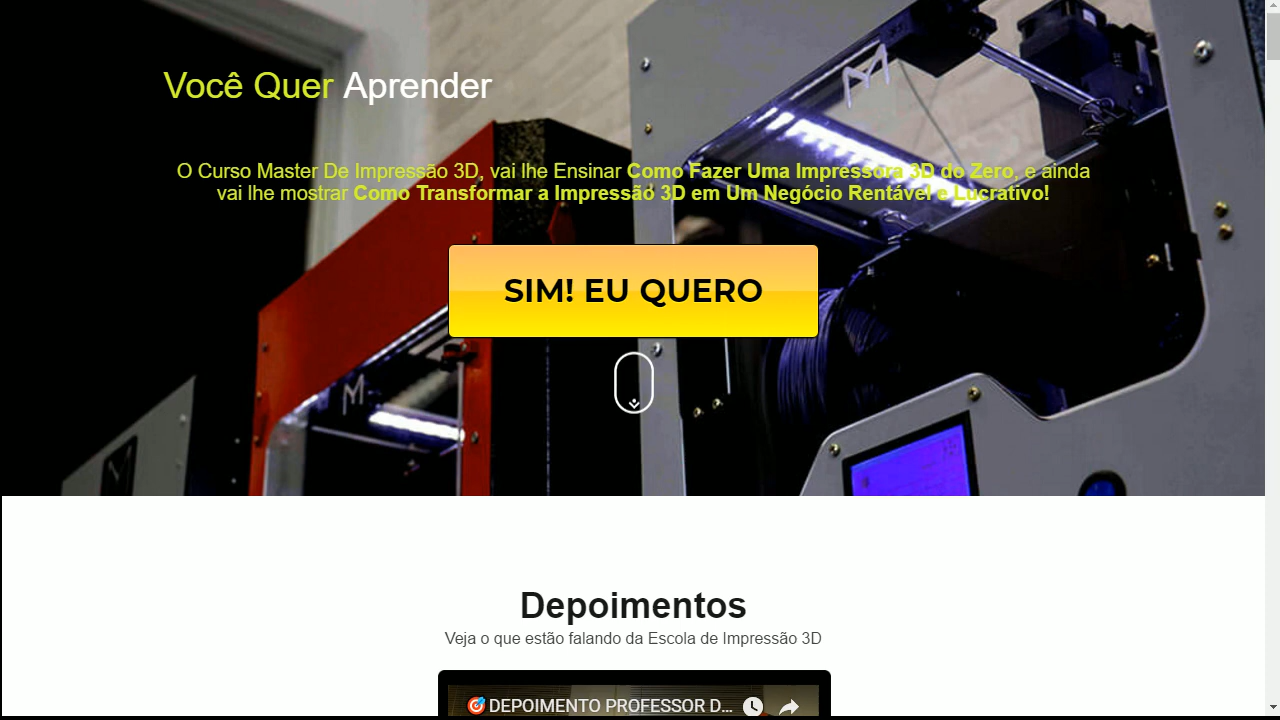 Você Quer Aprender
O Curso Master De Impressão 3D, vai lhe Ensinar Como Fazer Uma Impressora 3D do Zero, e ainda
vai lhe mostrar Como Transformar a Impressão 3D em Um Negócio Rentável e Lucrativo!
SIM! EU QUERO
Depoimentos
Veja o que estão falando da Escola de Impressão 3D
🎯 DEPOIMENTO PROFESSOR D...